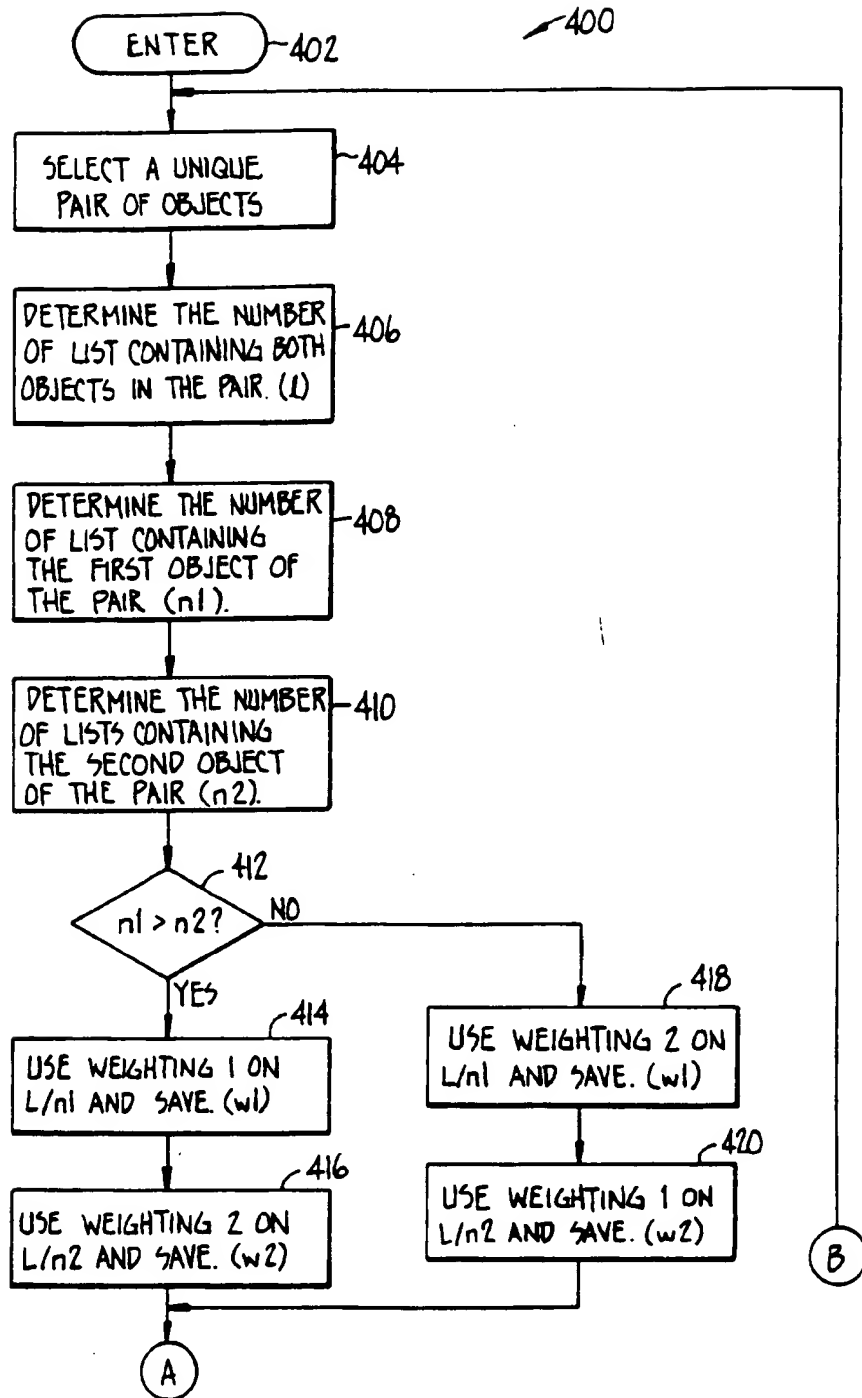 400
ENTER
402
SELECT A UNIQUE
PAIR OF OBJECTS
404
DETERMINE THE NUMBER
OF LIST CONTAINING BOTH
OBJECTS IN THE PAIR. (l)
406
DETERMINE THE NUMBER
OF LIST CONTAINING
THE FIRST OBJECT OF
THE PAIR (n1).
408
DETERMINE THE NUMBER
OF LISTS CONTAINING
THE SECOND OBJECT
OF THE PAIR (n2).
410
412
n1 > n2?
NO
YES
414
USE WEIGHTING 1 ON
L/n1 AND SAVE. (w1)
416
USE WEIGHTING 2 ON
L/n2 AND SAVE. (w2)
418
USE WEIGHTING 2 ON
L/n1 AND SAVE. (w1)
420
USE WEIGHTING 1 ON
L/n2 AND SAVE. (w2)
B
A